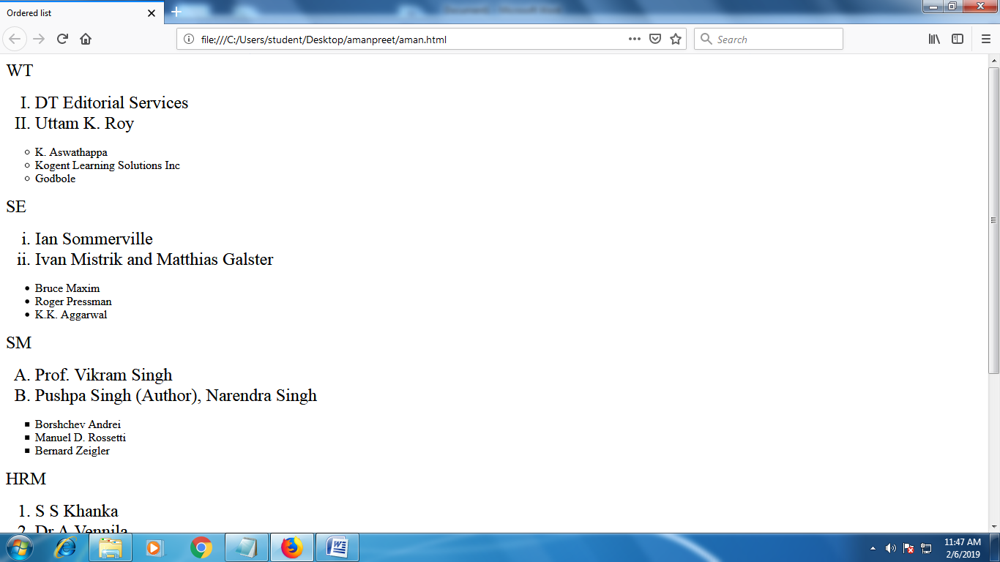 Ordered list
file:///C:/Users/student/Desktop/amanpreet/aman.html
Search
WT
I. DT Editorial Services
II. Uttam K. Roy
K. Aswathappa
Kogent Learning Solutions Inc
Godbole
SE
i. Ian Sommerville
ii. Ivan Mistrik and Matthias Galster
Bruce Maxim
Roger Pressman
K.K. Aggarwal
SM
A. Prof. Vikram Singh
B. Pushpa Singh (Author), Narendra Singh
Borshchev Andrei
Manuel D. Rossetti
Bernard Zeigler
HRM
1. S S Khanka
2. Dr A Vennila
11:47 AM
2/6/2019